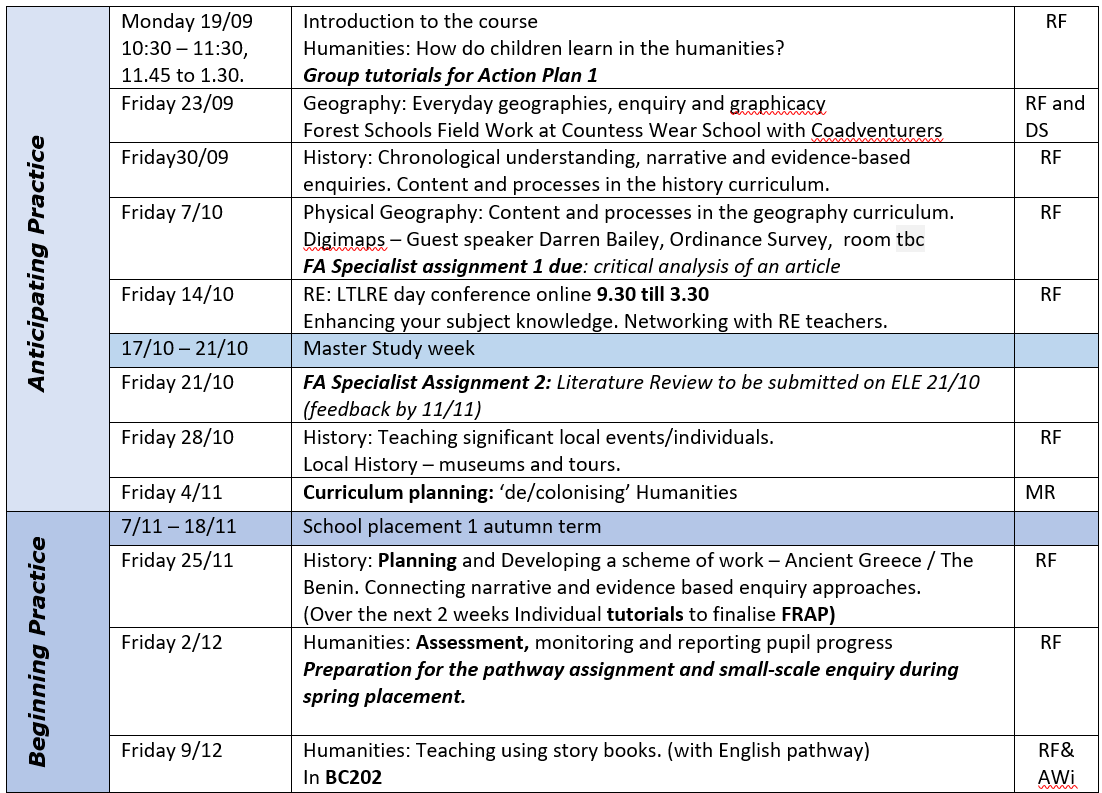 Anticipating Practice
Monday 19/09
10:30 – 11:30,
11.45 to 1.30.
Introduction to the course
Humanities: How do children learn in the humanities?
Group tutorials for Action Plan 1
RF
Friday 23/09
Geography: Everyday geographies, enquiry and graphicacy
Forest Schools Field Work at Countess Wear School with Coadventurers
RF and
DS
Friday30/09
History: Chronological understanding, narrative and evidence-based
enquiries. Content and processes in the history curriculum.
RF
Friday 7/10
Physical Geography: Content and processes in the geography curriculum.
Digimaps – Guest speaker Darren Bailey, Ordinance Survey,  room tbc
FA Specialist assignment 1 due: critical analysis of an article
RF
Friday 14/10
RE: LTLRE day conference online 9.30 till 3.30
Enhancing your subject knowledge. Networking with RE teachers.
RF
17/10 – 21/10
Master Study week
Friday 21/10
FA Specialist Assignment 2: Literature Review to be submitted on ELE 21/10
(feedback by 11/11)
Friday 28/10
History: Teaching significant local events/individuals.
Local History – museums and tours.
RF
Friday 4/11
Curriculum planning: ‘de/colonising’ Humanities
MR
Beginning Practice
7/11 – 18/11
School placement 1 autumn term
Friday 25/11
History: Planning and Developing a scheme of work – Ancient Greece / The
Benin. Connecting narrative and evidence based enquiry approaches.
(Over the next 2 weeks Individual tutorials to finalise FRAP)
RF
Friday 2/12
Humanities: Assessment, monitoring and reporting pupil progress
Preparation for the pathway assignment and small-scale enquiry during
spring placement.
RF
Friday 9/12
Humanities: Teaching using story books. (with English pathway)
In BC202
RF&
AWi